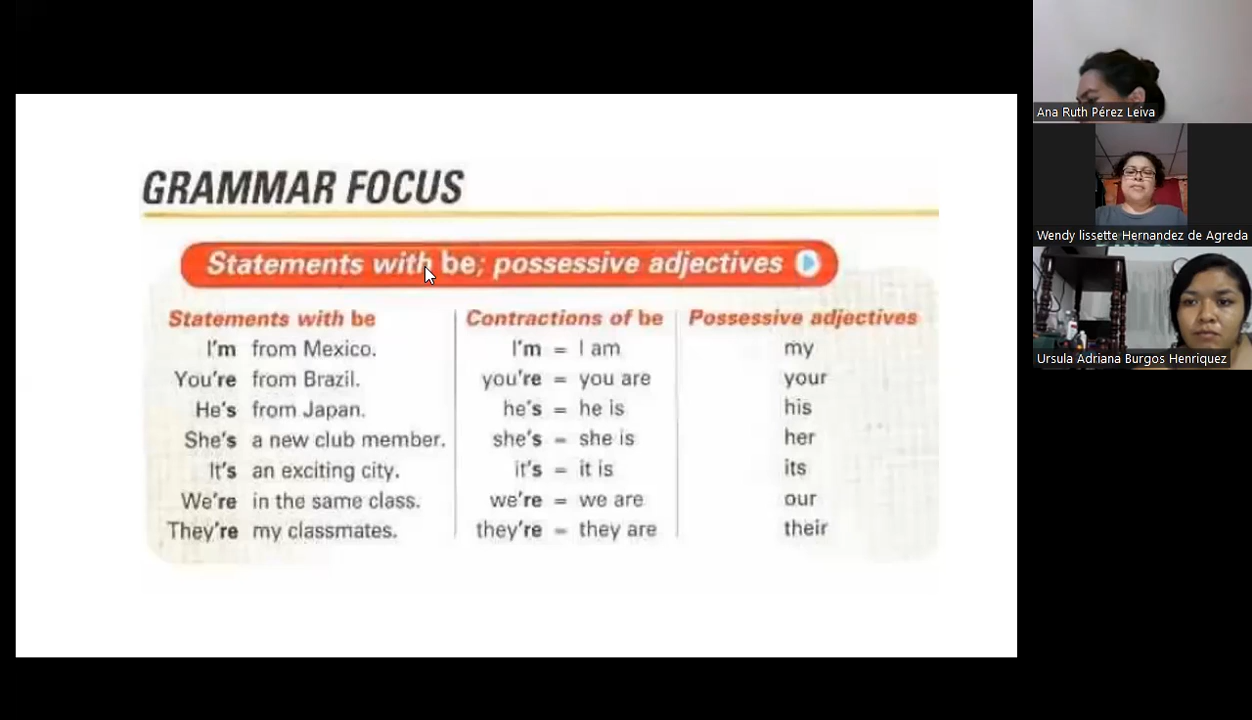 GRAMMAR FOCUS
Statements with be; possessive adjectives
Statements with be Contractions of be Possessive adjectives
I'm from Mexico. I'm = I am my
You're from Brazil. you're = you are your
He's from Japan. he's = he is his
She's a new club member. she's = she is her
It's an exciting city. it's = it is its
We're in the same class. we're = we are our
They're my classmates. they're = they are their
Ana Ruth Pérez Leiva
Wendy lissette Hernandez de Agreda
Ursula Adriana Burgos Henriquez